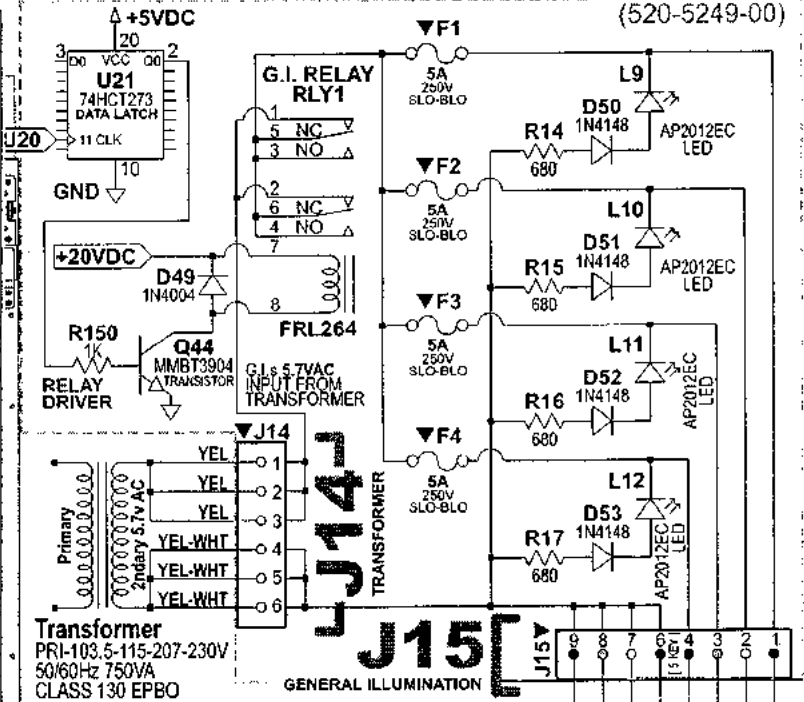 (520-5249-00)
+5VDC
20
3
D0 VCC Q0
2
U21
74HCT273
DATA LATCH
U20
11 CLK
10
GND
G.I. RELAY
RLY1
1
5 NC
3 NO
2
6 NC
4 NO
7
8
FRL264
+20VDC
D49
1N4004
R150
1K
RELAY
DRIVER
Q44
MMBT3904
TRANSISTOR
G.I.s 5.7VAC
INPUT FROM
TRANSFORMER
▼F1
5A
250V
SLO-BLO
▼F2
5A
250V
SLO-BLO
▼F3
5A
250V
SLO-BLO
▼F4
5A
250V
SLO-BLO
L9
D50
1N4148
R14
680
AP2012EC
LED
L10
D51
1N4148
R15
680
AP2012EC
LED
L11
D52
1N4148
R16
680
AP2012EC
LED
L12
D53
1N4148
R17
680
AP2012EC
LED
▼J14
YEL
1
YEL
2
YEL
3
YEL-WHT
4
YEL-WHT
5
YEL-WHT
6
Primary
2ndary 5.7v AC
J14
TRANSFORMER
Transformer
PRI-103.5-115-207-230V
50/60Hz 750VA
CLASS 130 EPBO
J15
GENERAL ILLUMINATION
J15▼
9 8 7 6 [5 KEY] 4 3 2 1